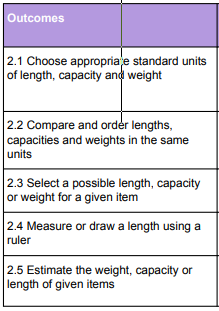 Outcomes
2.1 Choose appropriate standard units
of length, capacity and weight
2.2 Compare and order lengths,
capacities and weights in the same
units
2.3 Select a possible length, capacity
or weight for a given item
2.4 Measure or draw a length using a
ruler
2.5 Estimate the weight, capacity or
length of given items